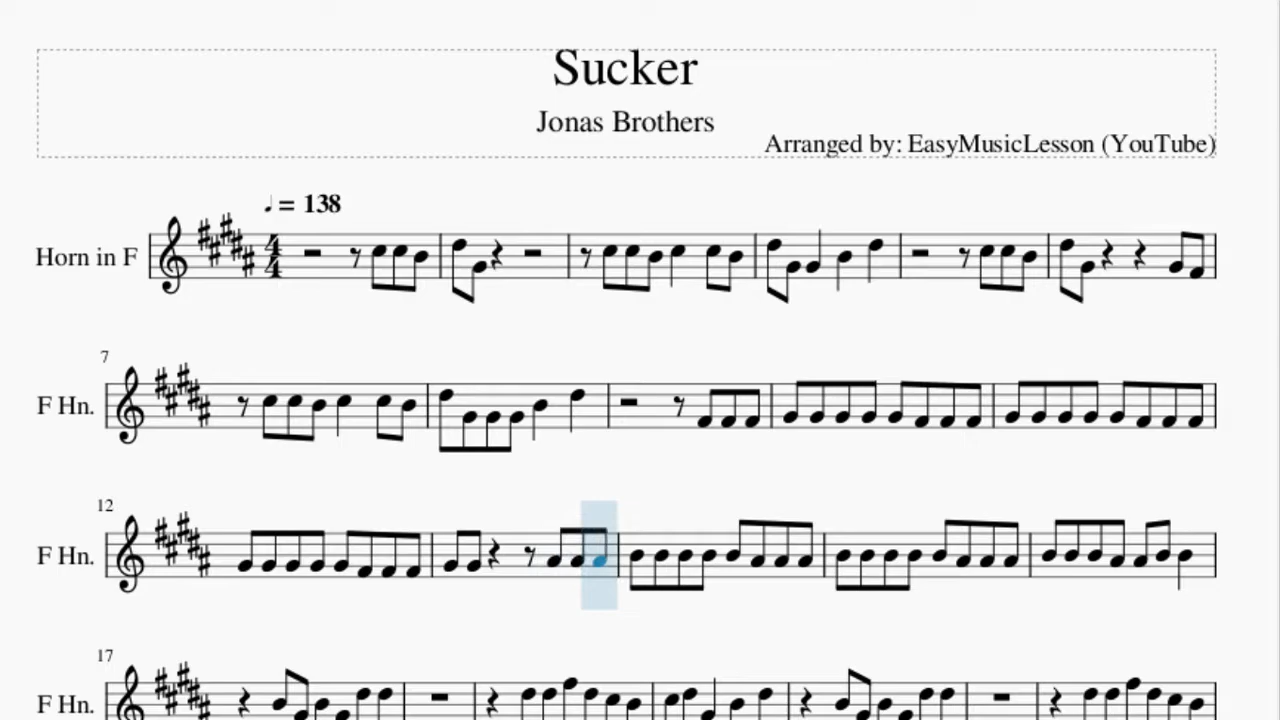 Sucker
Jonas Brothers
Arranged by: EasyMusicLesson (YouTube)
♩ = 138
Horn in F
4
4
7
F Hn.
12
F Hn.
17
F Hn.